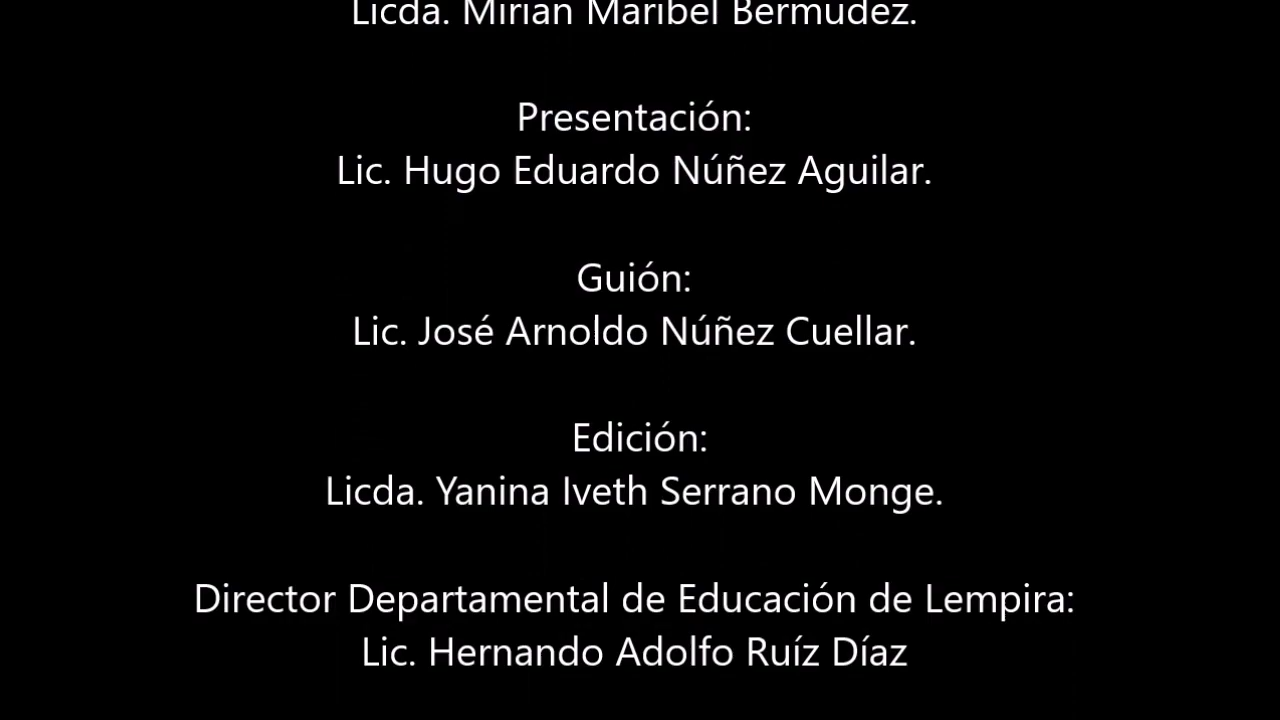 Licda. Mirian Maribel Bermúdez.
Presentación:
Lic. Hugo Eduardo Núñez Aguilar.
Guión:
Lic. José Arnoldo Núñez Cuellar.
Edición:
Licda. Yanina Iveth Serrano Monge.
Director Departamental de Educación de Lempira:
Lic. Hernando Adolfo Ruíz Díaz